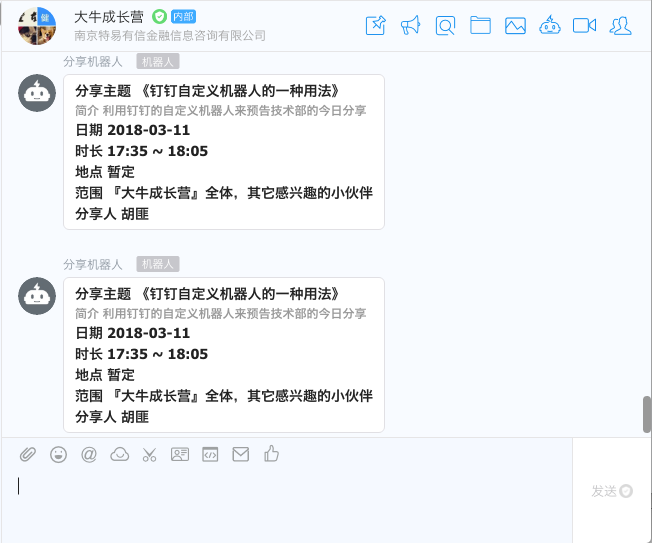 大牛成长营 内部
健
南京特易有信金融信息咨询有限公司
分享机器人 机器人
分享主题 《钉钉自定义机器人的一种用法》
简介 利用钉钉的自定义机器人来预告技术部的今日分享
日期 2018-03-11
时长 17:35 ~ 18:05
地点 暂定
范围 『大牛成长营』全体，其它感兴趣的小伙伴
分享人 胡匪
分享机器人 机器人
分享主题 《钉钉自定义机器人的一种用法》
简介 利用钉钉的自定义机器人来预告技术部的今日分享
日期 2018-03-11
时长 17:35 ~ 18:05
地点 暂定
范围 『大牛成长营』全体，其它感兴趣的小伙伴
分享人 胡匪
发送